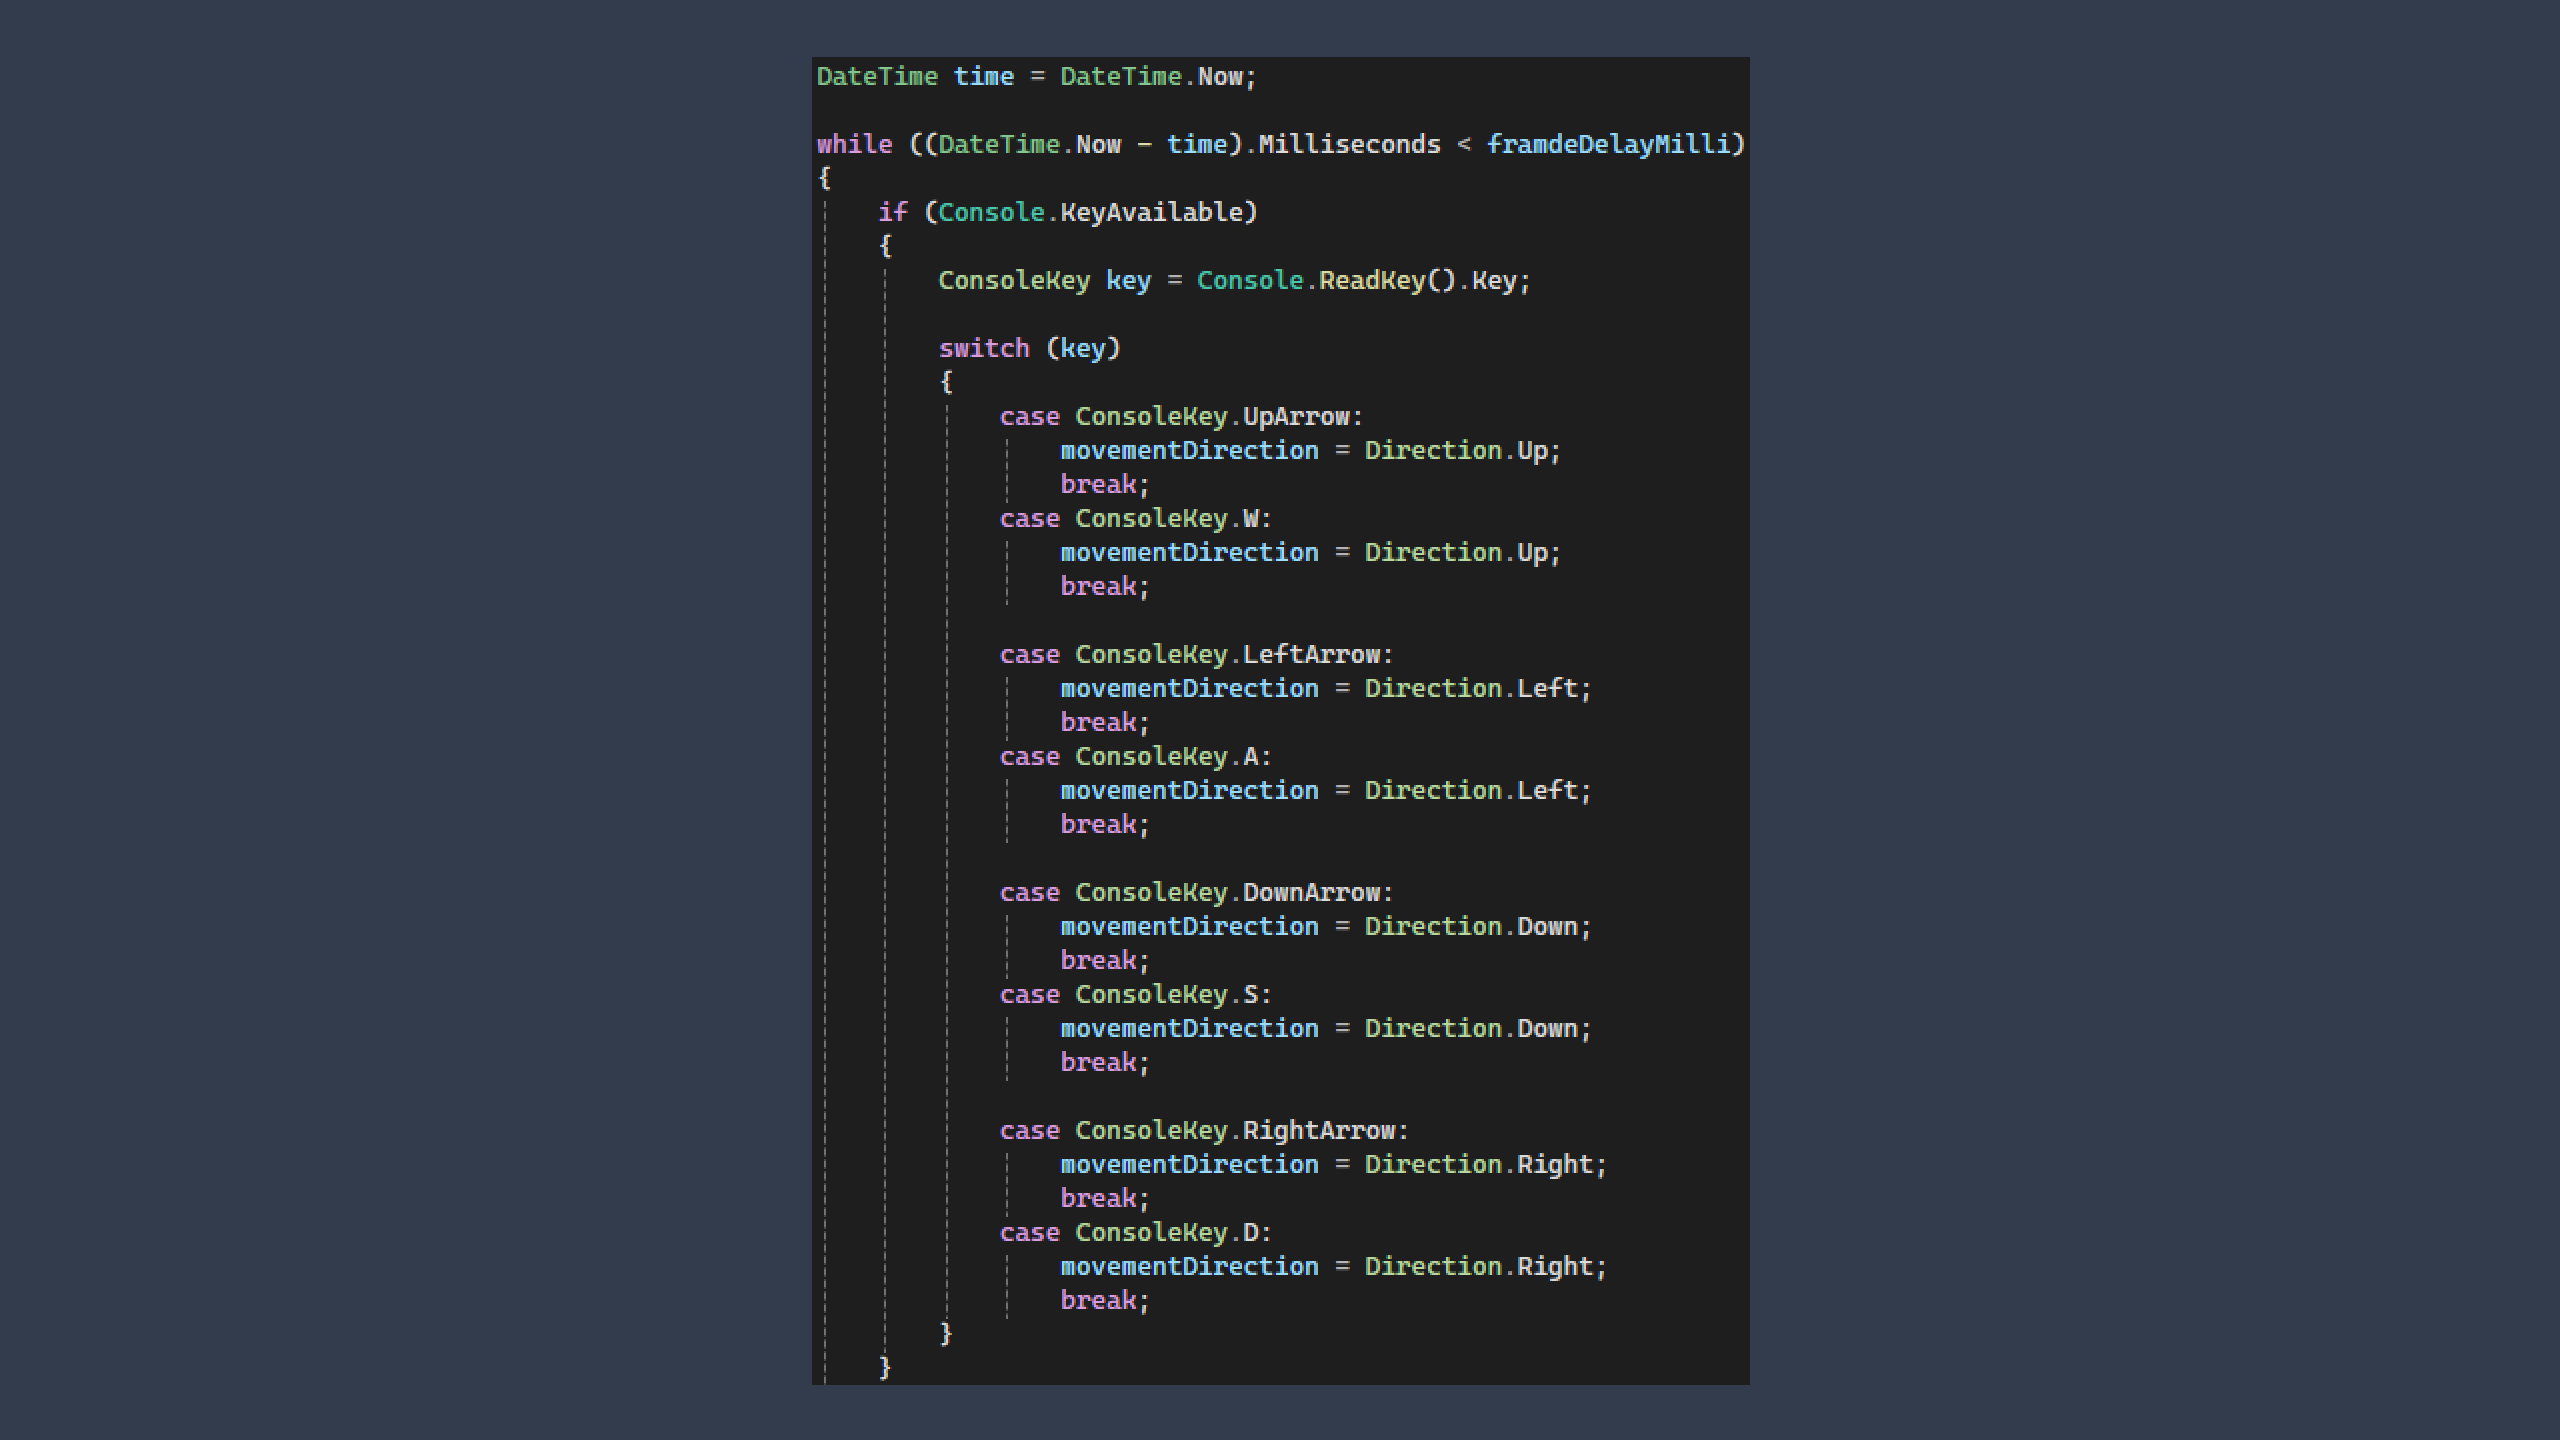 DateTime time = DateTime.Now;
while ((DateTime.Now - time).Milliseconds < framdeDelayMilli)
{
if (Console.KeyAvailable)
{
ConsoleKey key = Console.ReadKey().Key;
switch (key)
{
case ConsoleKey.UpArrow:
movementDirection = Direction.Up;
break;
case ConsoleKey.W:
movementDirection = Direction.Up;
break;
case ConsoleKey.LeftArrow:
movementDirection = Direction.Left;
break;
case ConsoleKey.A:
movementDirection = Direction.Left;
break;
case ConsoleKey.DownArrow:
movementDirection = Direction.Down;
break;
case ConsoleKey.S:
movementDirection = Direction.Down;
break;
case ConsoleKey.RightArrow:
movementDirection = Direction.Right;
break;
case ConsoleKey.D:
movementDirection = Direction.Right;
break;
}
}